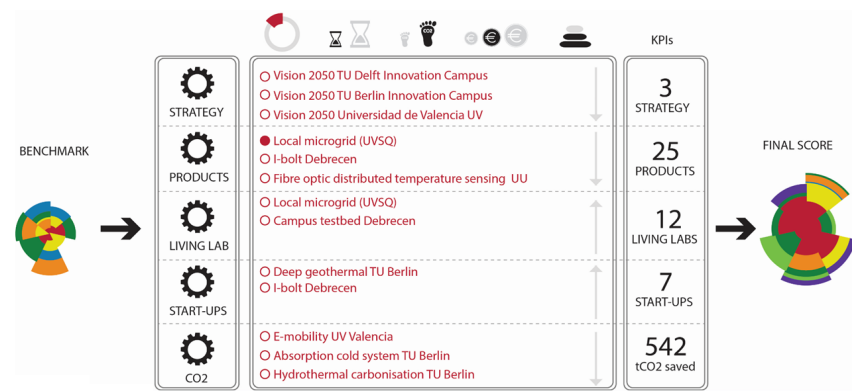 CO2
€ € €
KPIs
BENCHMARK
STRATEGY
Vision 2050 TU Delft Innovation Campus
Vision 2050 TU Berlin Innovation Campus
Vision 2050 Universidad de Valencia UV
3
STRATEGY
PRODUCTS
Local microgrid (UVSQ)
I-bolt Debrecen
Fibre optic distributed temperature sensing UU
25
PRODUCTS
LIVING LAB
Local microgrid (UVSQ)
Campus testbed Debrecen
12
LIVING LABS
START-UPS
Deep geothermal TU Berlin
I-bolt Debrecen
7
START-UPS
CO2
E-mobility UV Valencia
Absorption cold system TU Berlin
Hydrothermal carbonisation TU Berlin
542
tCO2 saved
FINAL SCORE